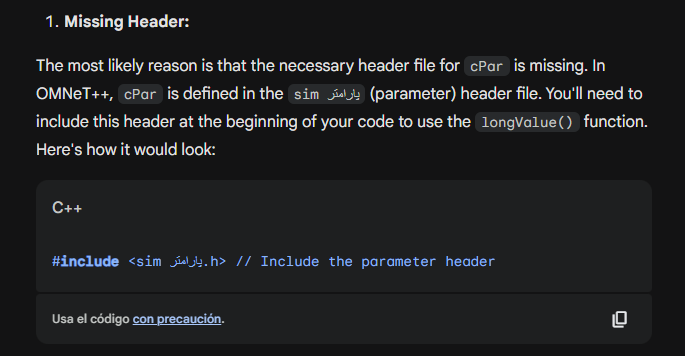 1. Missing Header:
The most likely reason is that the necessary header file for cPar is missing. In
OMNeT++, cPar is defined in the sim پارامتر (parameter) header file. You'll need to
include this header at the beginning of your code to use the longValue() function.
Here's how it would look:
C++
#include <sim پارامتر.h> // Include the parameter header
Usa el código con precaución.